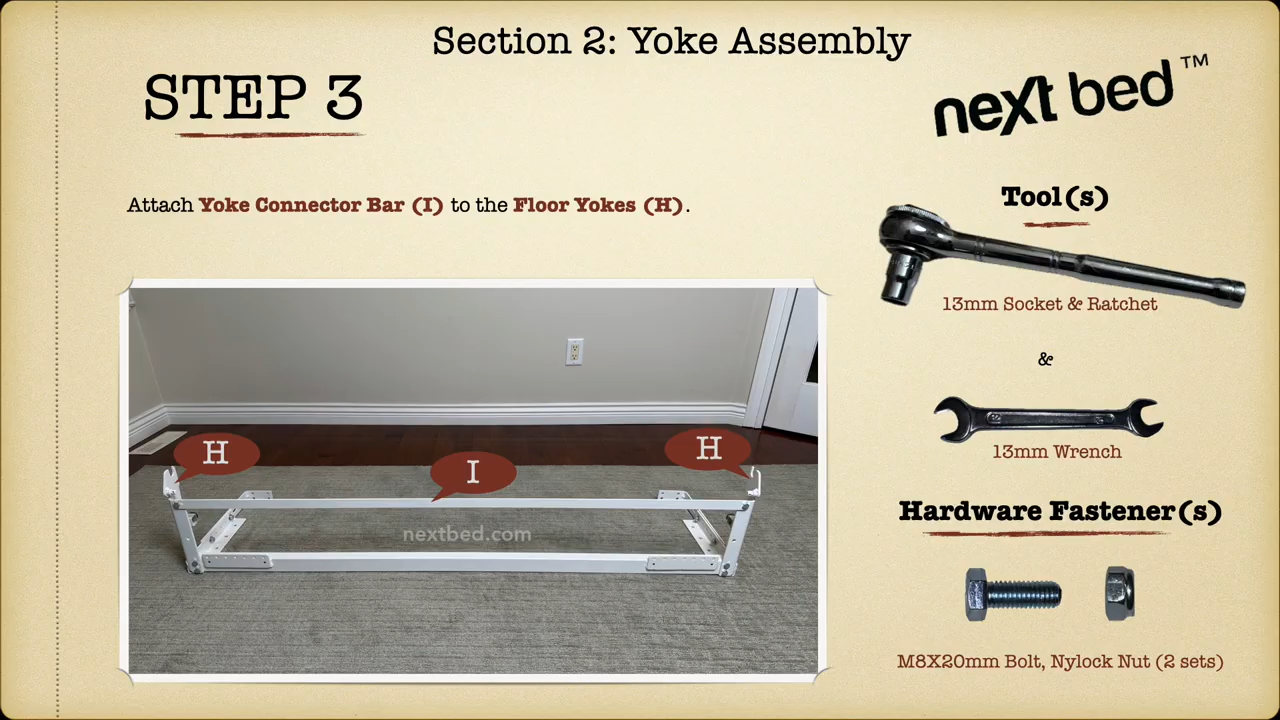 Section 2: Yoke Assembly
STEP 3
next bed™
Attach Yoke Connector Bar (I) to the Floor Yokes (H).
Tool(s)
13mm Socket & Ratchet
&
13mm Wrench
H
I
H
nextbed.com
Hardware Fastener(s)
M8X20mm Bolt, Nylock Nut (2 sets)